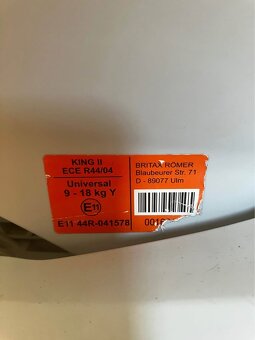 KING II
ECE R44/04
Universal
9 - 18 kg Y
E11
E11 44R-041578
BRITAX RÖMER
Blaubeurer Str. 71
D - 89077 Ulm